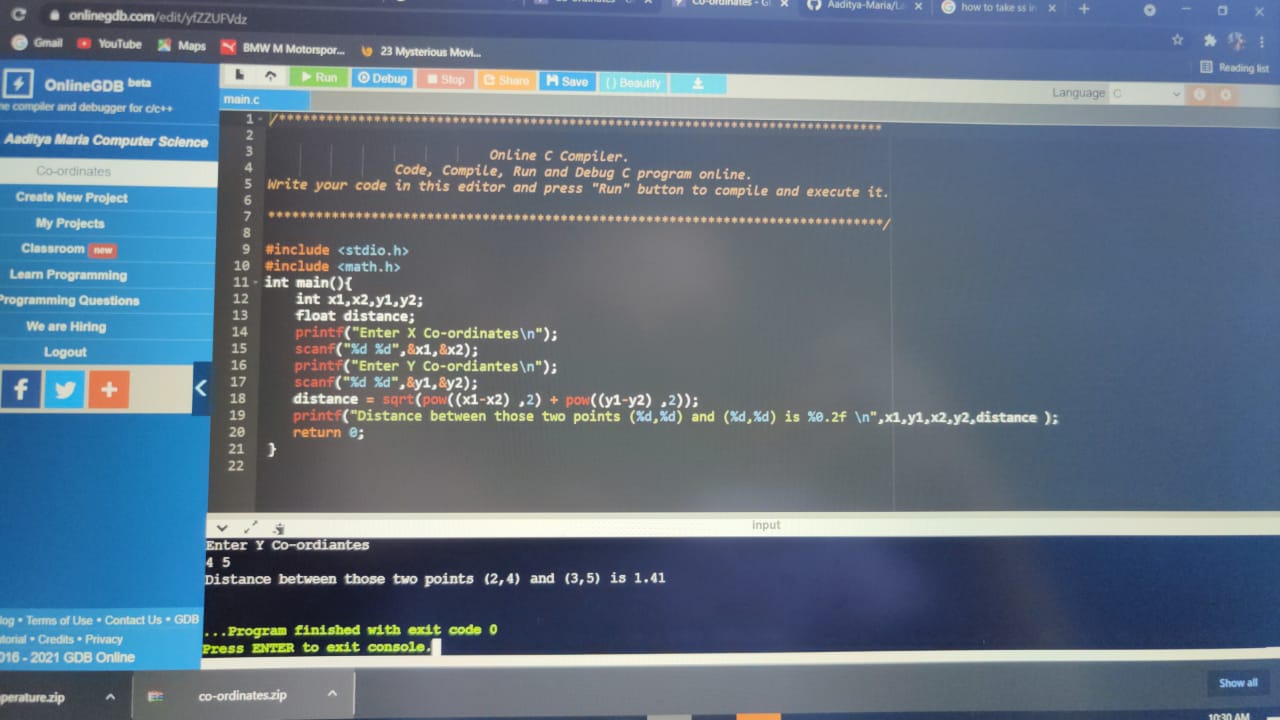 onlinegdb.com/edit/yfZZUFVdz
Aaditya-Maria/L
how to take ss in
Gmail
YouTube
Maps
BMW M Motorspor...
23 Mysterious Movi...
Reading list
OnlineGDB beta
compiler and debugger for c/c++
Aaditya Maria Computer Science
Co-ordinates
Create New Project
My Projects
Classroom new
Learn Programming
Programming Questions
We are Hiring
Logout
• Terms of Use • Contact Us • GDB
• Credits • Privacy
2016 - 2021 GDB Online
Run
Debug
Stop
Share
Save
{ } Beautify
Language C
main.c
1 /******************************************************************************
2
3 Online C Compiler.
4 Code, Compile, Run and Debug C program online.
5 Write your code in this editor and press "Run" button to compile and execute it.
6
7 *******************************************************************************/
8
9 #include <stdio.h>
10 #include <math.h>
11 int main(){
12 int x1,x2,y1,y2;
13 float distance;
14 printf("Enter X Co-ordinates\n");
15 scanf("%d %d",&x1,&x2);
16 printf("Enter Y Co-ordiantes\n");
17 scanf("%d %d",&y1,&y2);
18 distance = sqrt(pow((x1-x2) ,2) + pow((y1-y2) ,2));
19 printf("Distance between those two points (%d,%d) and (%d,%d) is %0.2f \n",x1,y1,x2,y2,distance );
20 return 0;
21 }
22
input
Enter Y Co-ordiantes
4 5
Distance between those two points (2,4) and (3,5) is 1.41
...Program finished with exit code 0
Press ENTER to exit console.
perature.zip
co-ordinates.zip
Show all
10:30 AM